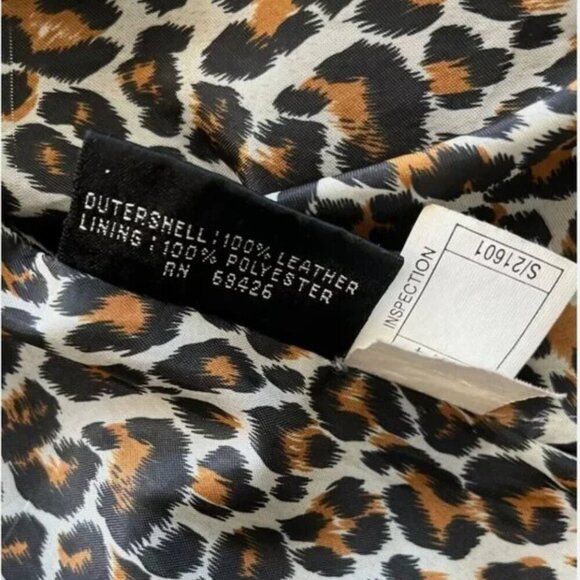 OUTERSHELL:100% LEATHER
LINING:100% POLYESTER
RN 69426
INSPECTION
S/21601